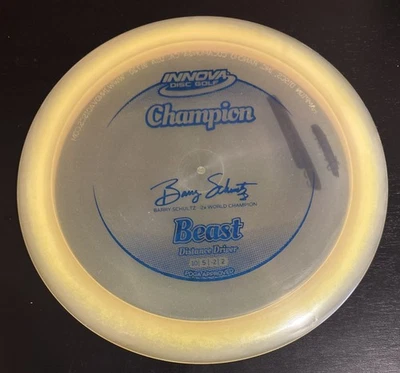 INNOVA
DISC GOLF
Champion
Barry Schultz
BARRY SCHULTZ - 3x WORLD CHAMPION
Beast
Distance Driver
10 5 -2 2
PDGA APPROVED